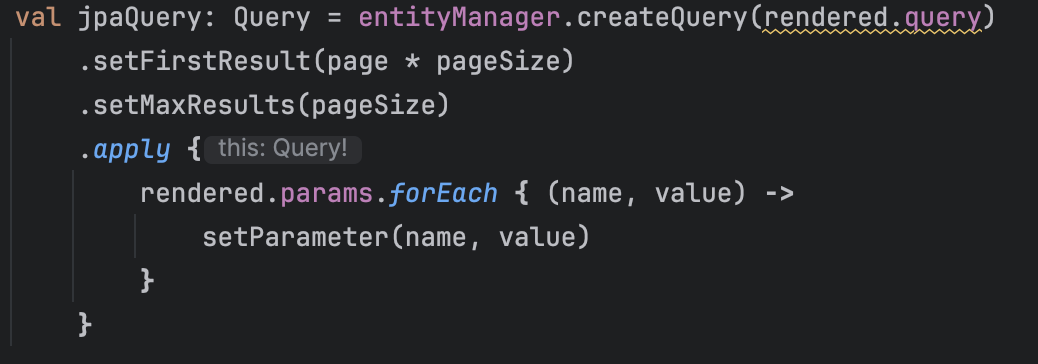 val jpaQuery: Query = entityManager.createQuery(rendered.query)
.setFirstResult(page * pageSize)
.setMaxResults(pageSize)
.apply { this: Query!
rendered.params.forEach { (name, value) ->
setParameter(name, value)
}
}